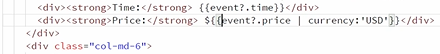 <div><strong>Time:</strong> {{event?.time}}</div>
<div><strong>Price:</strong> ${{event?.price | currency:'USD'}}</div>
</div>
<div class="col-md-6">